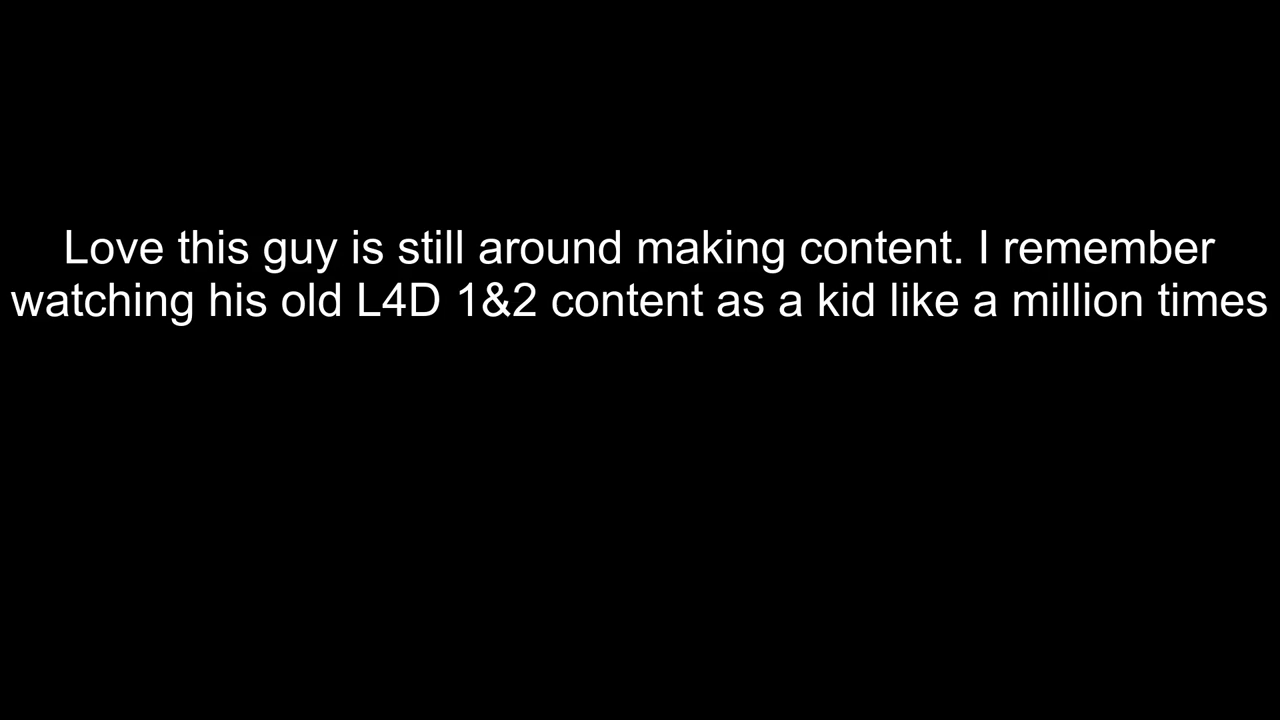 Love this guy is still around making content. I remember
watching his old L4D 1&2 content as a kid like a million times